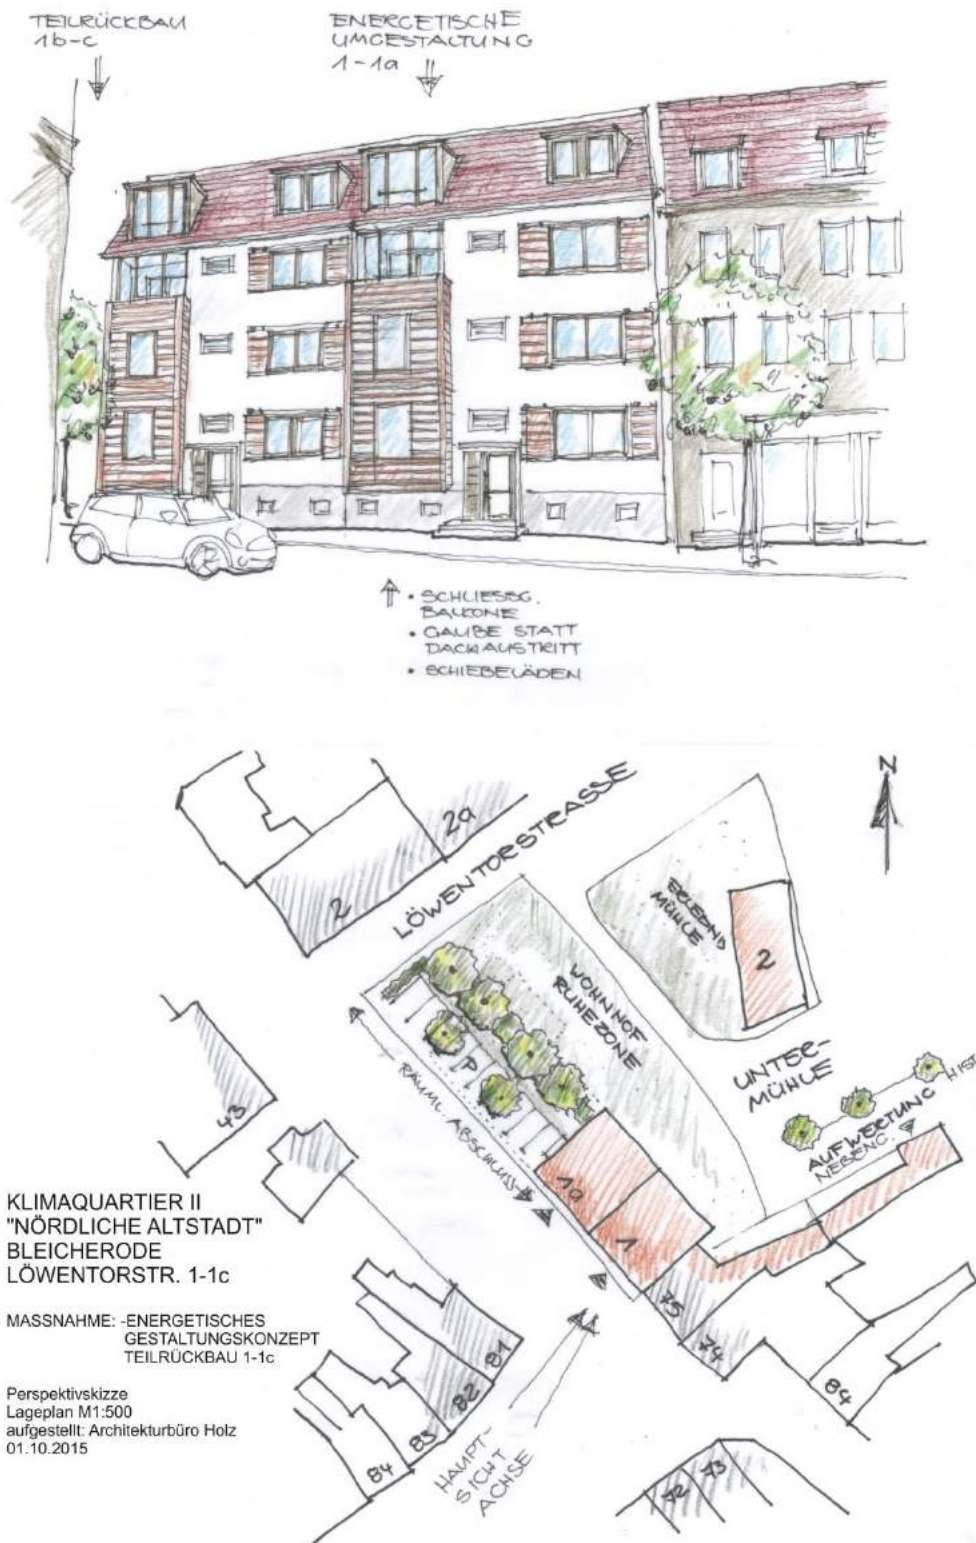 TEILRÜCKBAU
1b-c
ENERGETISCHE
UMGESTALTUNG
1-1a
• SCHLIESSG.
BALKONE
• GAUBE STATT
DACHAUSTRITT
• SCHIEBELÄDEN
N
2a
2
LÖWENTORSTRASSE
ERLEBND
MÜHLE
2
WOHNHOF
RUHEZONE
P
RÄUML. ABSCHLUSS
UNTER-
MÜHLE
HIST
AUFWERTUNG
NEBENG.
43
1a
1
75
74
84
81
82
83
84
72
73
HAUPT-
SICHT
ACHSE
KLIMAQUARTIER II
"NÖRDLICHE ALTSTADT"
BLEICHERODE
LÖWENTORSTR. 1-1c
MASSNAHME: -ENERGETISCHES
GESTALTUNGSKONZEPT
TEILRÜCKBAU 1-1c
Perspektivskizze
Lageplan M1:500
aufgestellt: Architekturbüro Holz
01.10.2015